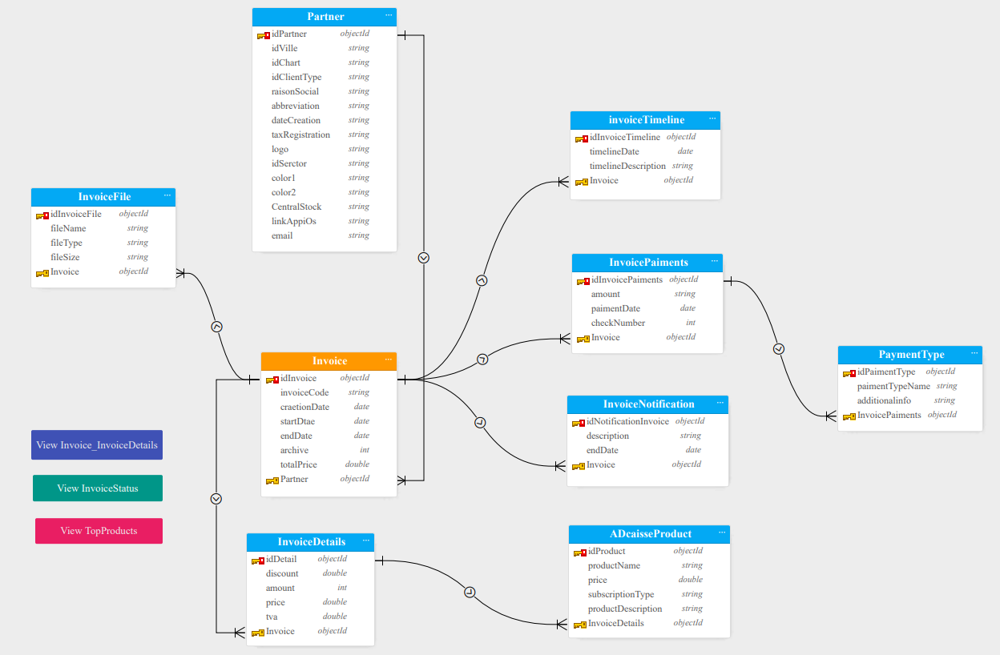 Partner ...
idPartner objectId
idVille string
idChart string
idClientType string
raisonSocial string
abbreviation string
dateCreation string
taxRegistration string
logo string
idSerctor string
color1 string
color2 string
CentralStock string
linkAppiOs string
email string
invoiceTimeline ...
idInvoiceTimeline objectId
timelineDate date
timelineDescription string
Invoice objectId
InvoiceFile ...
idInvoiceFile objectId
fileName string
fileType string
fileSize string
Invoice objectId
InvoicePaiments ...
idInvoicePaiments objectId
amount string
paimentDate date
checkNumber int
Invoice objectId
PaymentType ...
idPaimentType objectId
paimentTypeName string
additionalinfo string
InvoicePaiments objectId
Invoice ...
idInvoice objectId
invoiceCode string
craetionDate date
startDtae date
endDate date
archive int
totalPrice double
Partner objectId
InvoiceNotification ...
idNotificationInvoice objectId
description string
endDate date
Invoice objectId
View Invoice_InvoiceDetails
View InvoiceStatus
View TopProducts
InvoiceDetails ...
idDetail objectId
discount double
amount int
price double
tva double
Invoice objectId
ADcaisseProduct ...
idProduct objectId
productName string
price double
subscriptionType string
productDescription string
InvoiceDetails objectId